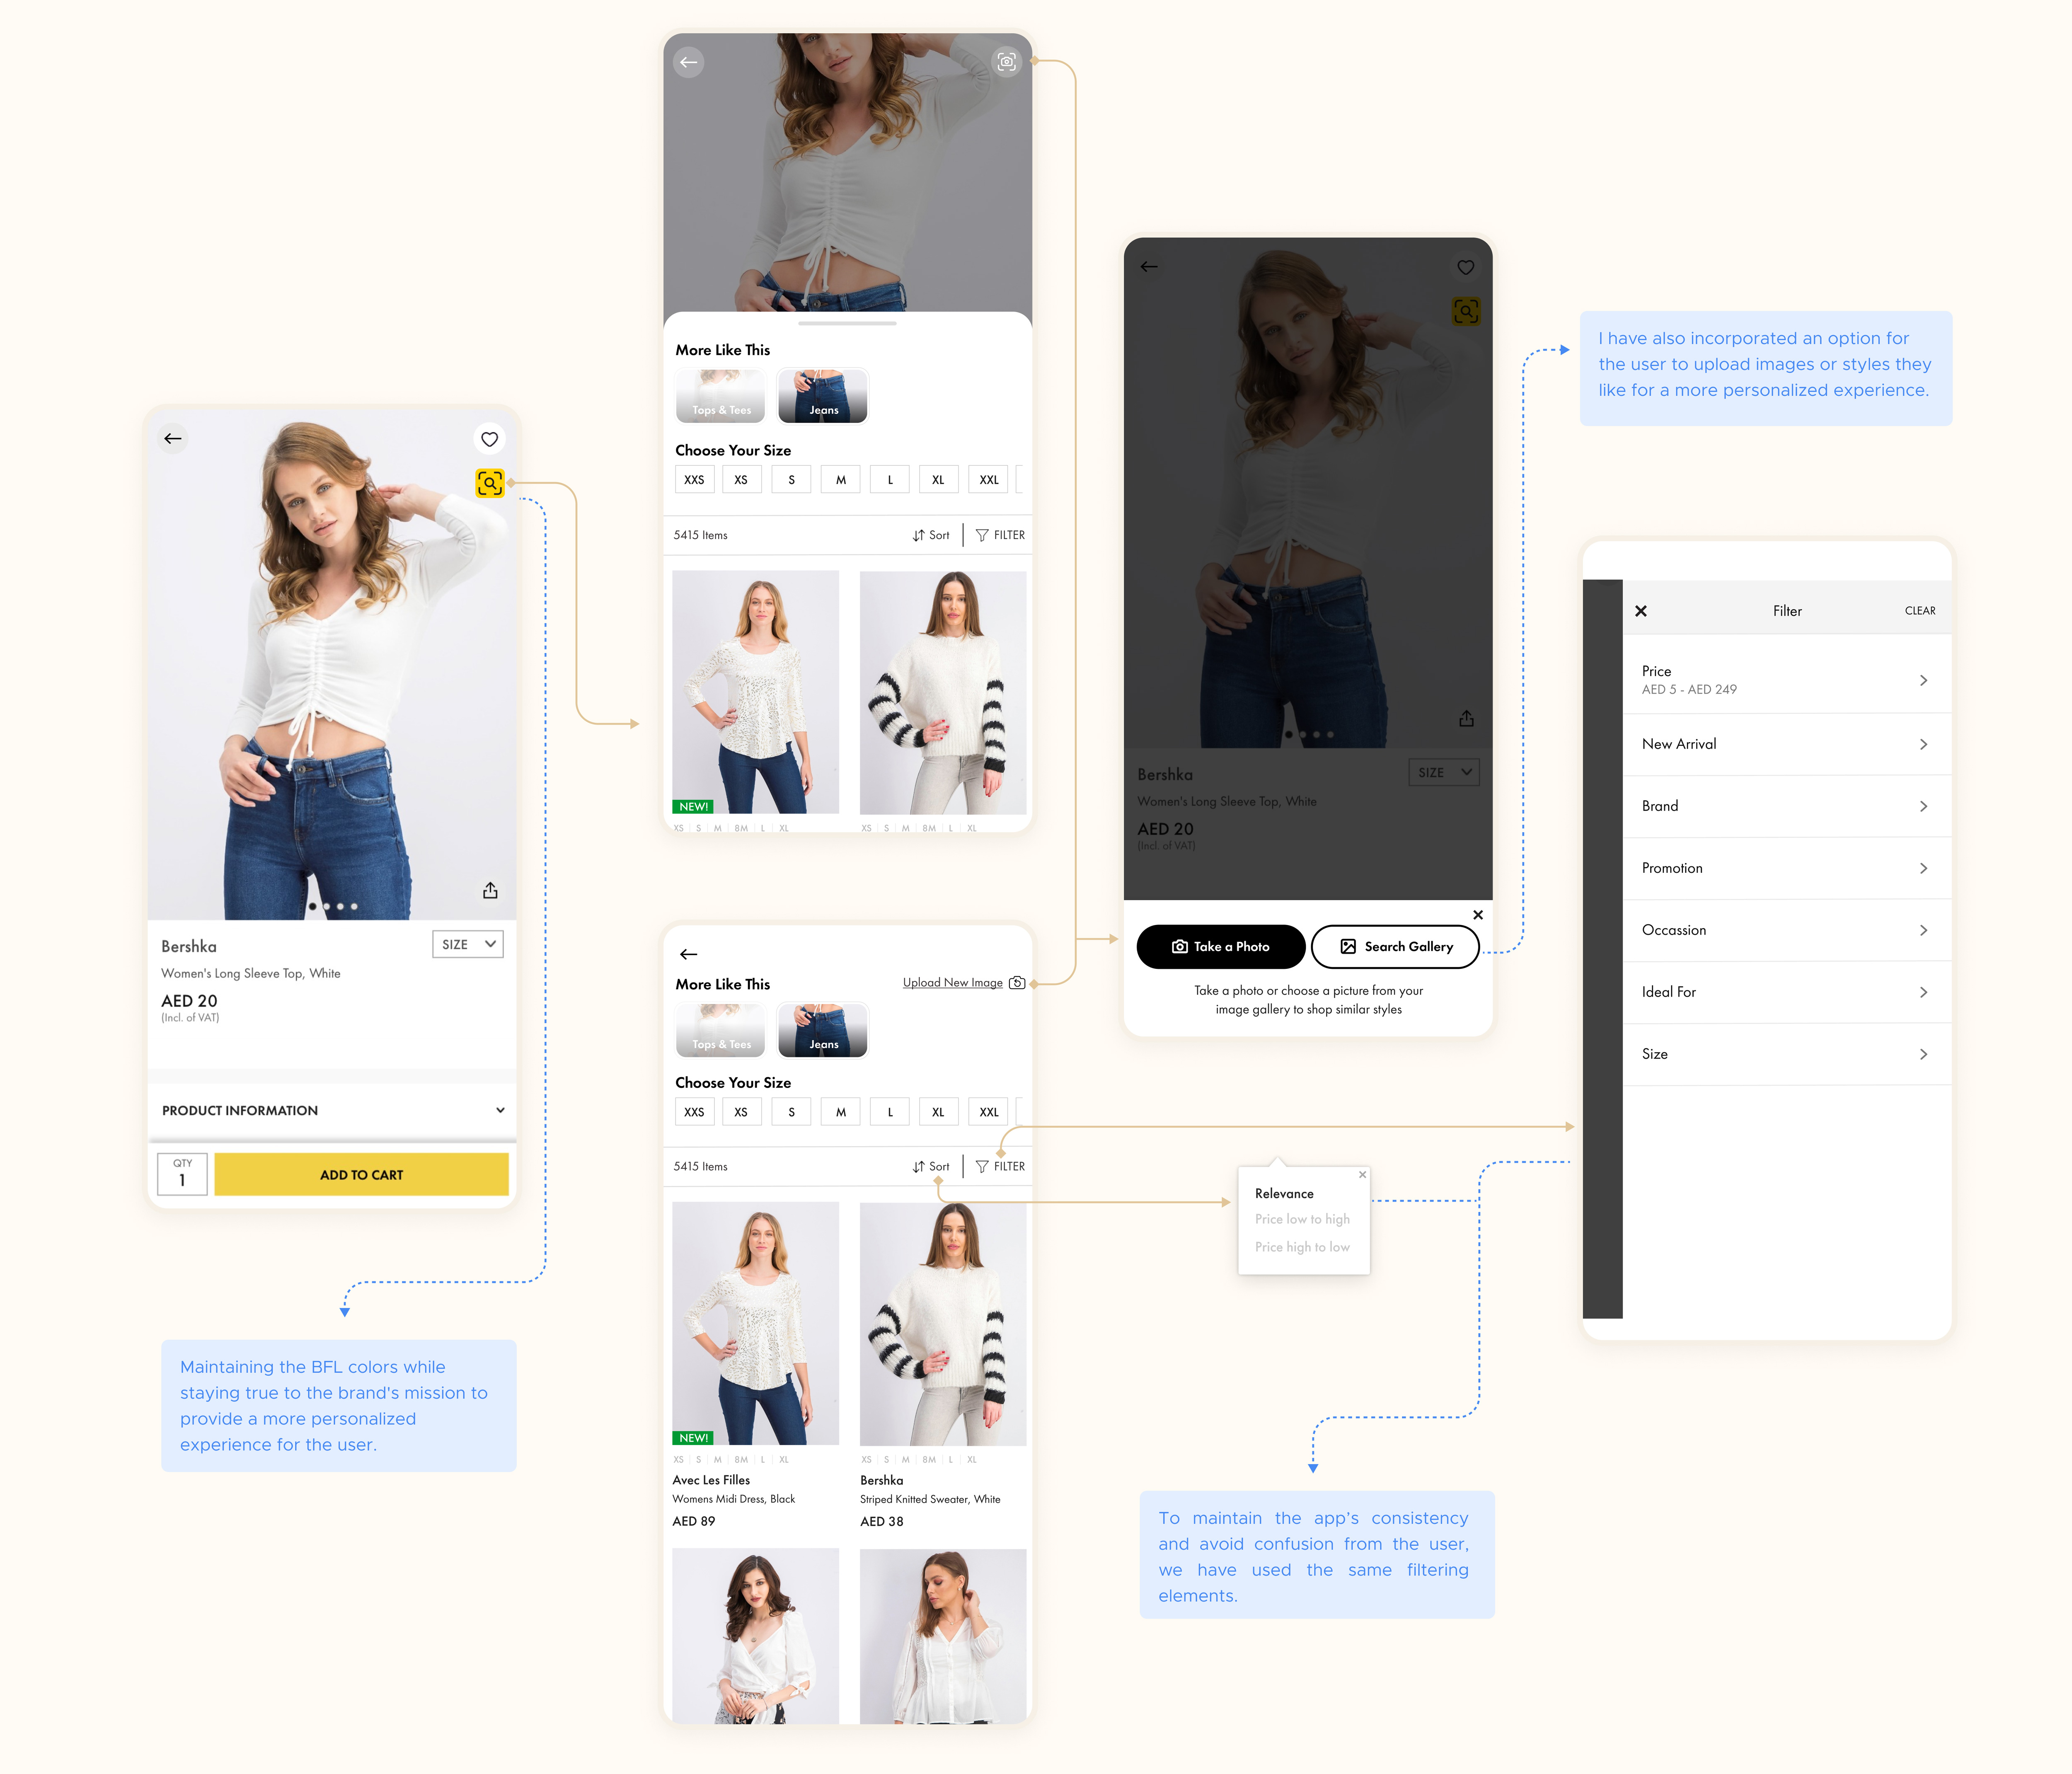 Bershka
SIZE
Women's Long Sleeve Top, White
AED 20
(Incl. of VAT)
PRODUCT INFORMATION
QTY
1
ADD TO CART
Maintaining the BFL colors while
staying true to the brand's mission to
provide a more personalized
experience for the user.
More Like This
Tops & Tees
Jeans
Choose Your Size
XXS XS S M L XL XXL
5415 Items
Sort
FILTER
NEW!
XS S M 8M L XL
XS S M 8M L XL
More Like This
Upload New Image
Tops & Tees
Jeans
Choose Your Size
XXS XS S M L XL XXL
5415 Items
Sort
FILTER
NEW!
XS S M 8M L XL
XS S M 8M L XL
Avec Les Filles
Womens Midi Dress, Black
AED 89
Bershka
Striped Knitted Sweater, White
AED 38
Bershka
SIZE
Women's Long Sleeve Top, White
AED 20
(Incl. of VAT)
Take a Photo
Search Gallery
Take a photo or choose a picture from your
image gallery to shop similar styles
Relevance
Price low to high
Price high to low
To maintain the app's consistency
and avoid confusion from the user,
we have used the same filtering
elements.
I have also incorporated an option for
the user to upload images or styles they
like for a more personalized experience.
Filter
CLEAR
Price
AED 5 - AED 249
New Arrival
Brand
Promotion
Occassion
Ideal For
Size